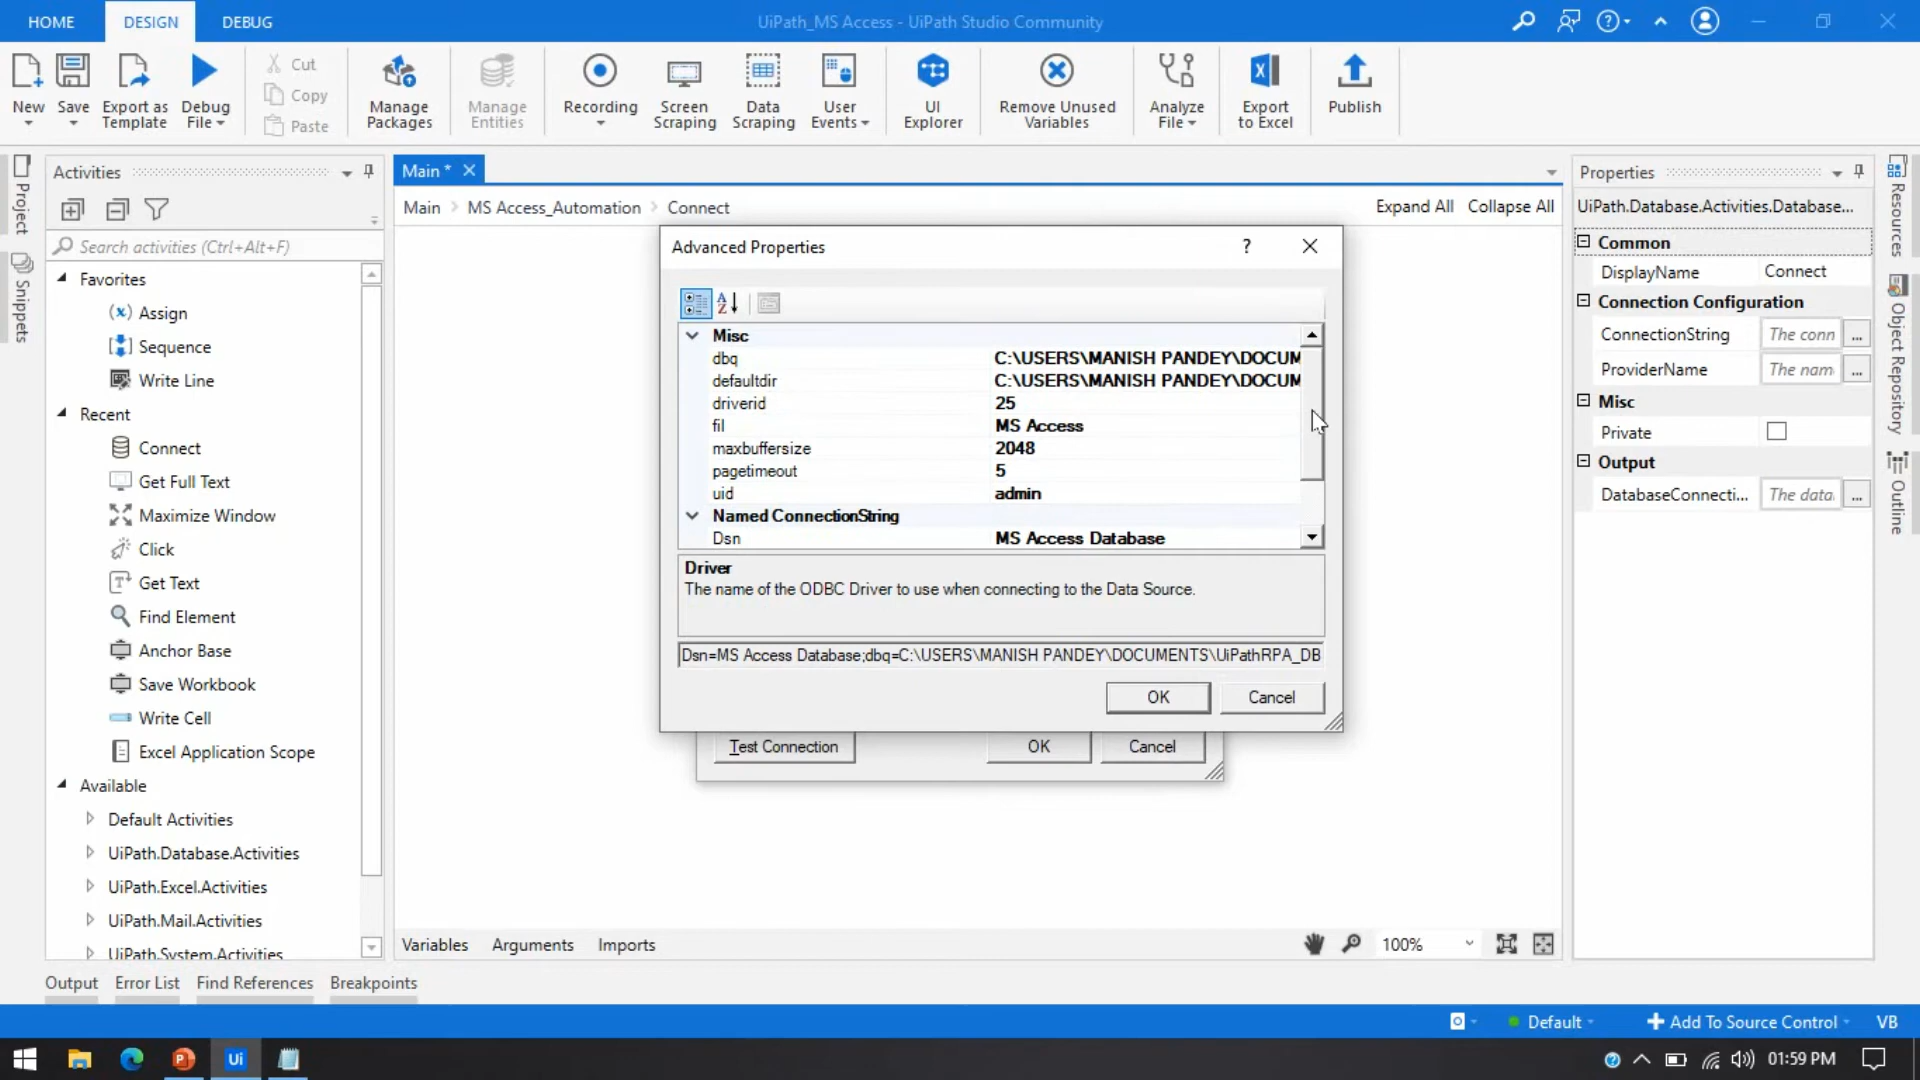 HOME
DESIGN
DEBUG
UiPath_MS Access - UiPath Studio Community
New
Save
Export as
Template
Debug
File
Cut
Copy
Paste
Manage
Packages
Manage
Entities
Recording
Screen
Scraping
Data
Scraping
User
Events
UI
Explorer
Remove Unused
Variables
Analyze
File
Export
to Excel
Publish
Project
Snippets
Activities
Search activities (Ctrl+Alt+F)
Favorites
Assign
Sequence
Write Line
Recent
Connect
Get Full Text
Maximize Window
Click
Get Text
Find Element
Anchor Base
Save Workbook
Write Cell
Excel Application Scope
Available
Default Activities
UiPath.Database.Activities
UiPath.Excel.Activities
UiPath.Mail.Activities
UiPath.System.Activities
Main *
Main > MS Access_Automation > Connect
Expand All Collapse All
Advanced Properties
?
Misc
dbq C:\USERS\MANISH PANDEY\DOCUM
defaultdir C:\USERS\MANISH PANDEY\DOCUM
driverid 25
fil MS Access
maxbuffersize 2048
pagetimeout 5
uid admin
Named ConnectionString
Dsn MS Access Database
Driver
The name of the ODBC Driver to use when connecting to the Data Source.
Dsn=MS Access Database;dbq=C:\USERS\MANISH PANDEY\DOCUMENTS\UiPathRPA_DB
OK
Cancel
Test Connection
OK
Cancel
Variables
Arguments
Imports
100%
Properties
UiPath.Database.Activities.Database...
Common
DisplayName Connect
Connection Configuration
ConnectionString The conn ...
ProviderName The nam ...
Misc
Private
Output
DatabaseConnecti... The data ...
Resources
Object Repository
Outline
Output
Error List
Find References
Breakpoints
Default
Add To Source Control
VB
Ui
01:59 PM